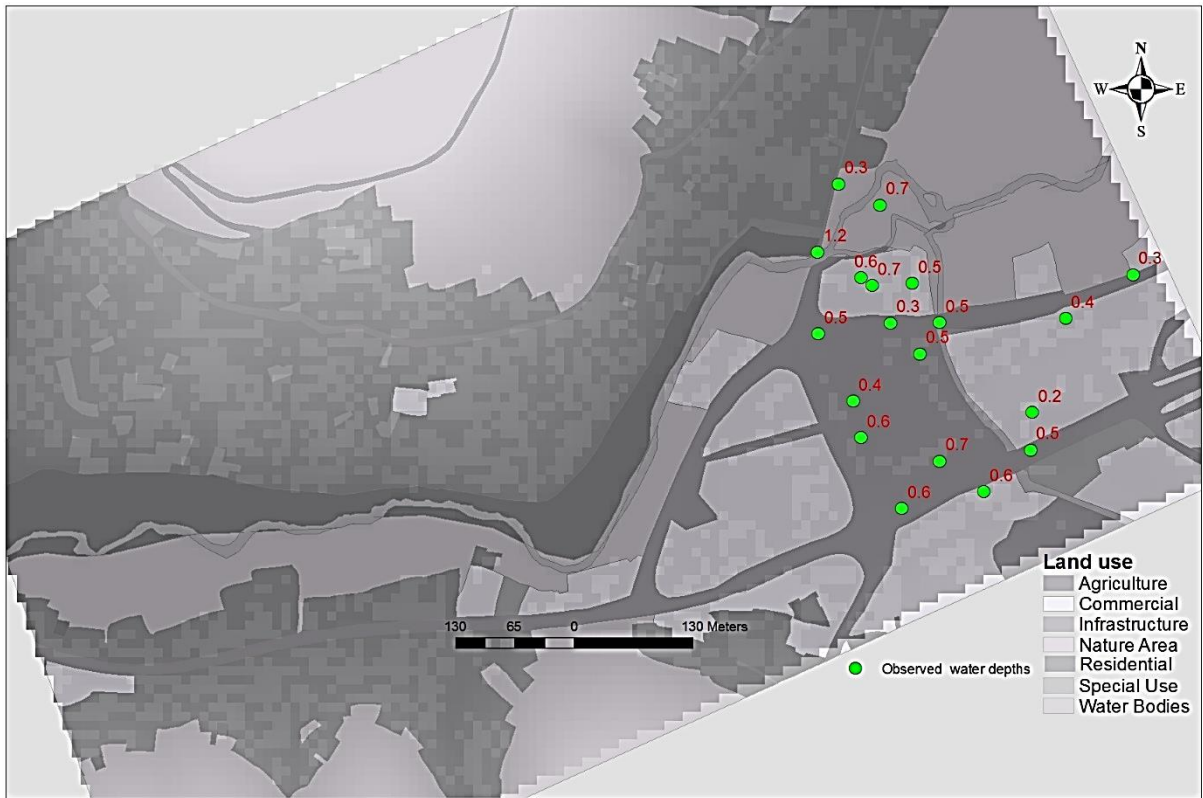 N
W E
S
0.3
0.7
1.2
0.6
0.7
0.5
0.3
0.3
0.5
0.4
0.5
0.5
0.4
0.2
0.6
0.5
0.7
0.6
0.6
Land use
Agriculture
Commercial
Infrastructure
Nature Area
Residential
Special Use
Water Bodies
130 65 0 130 Meters
Observed water depths